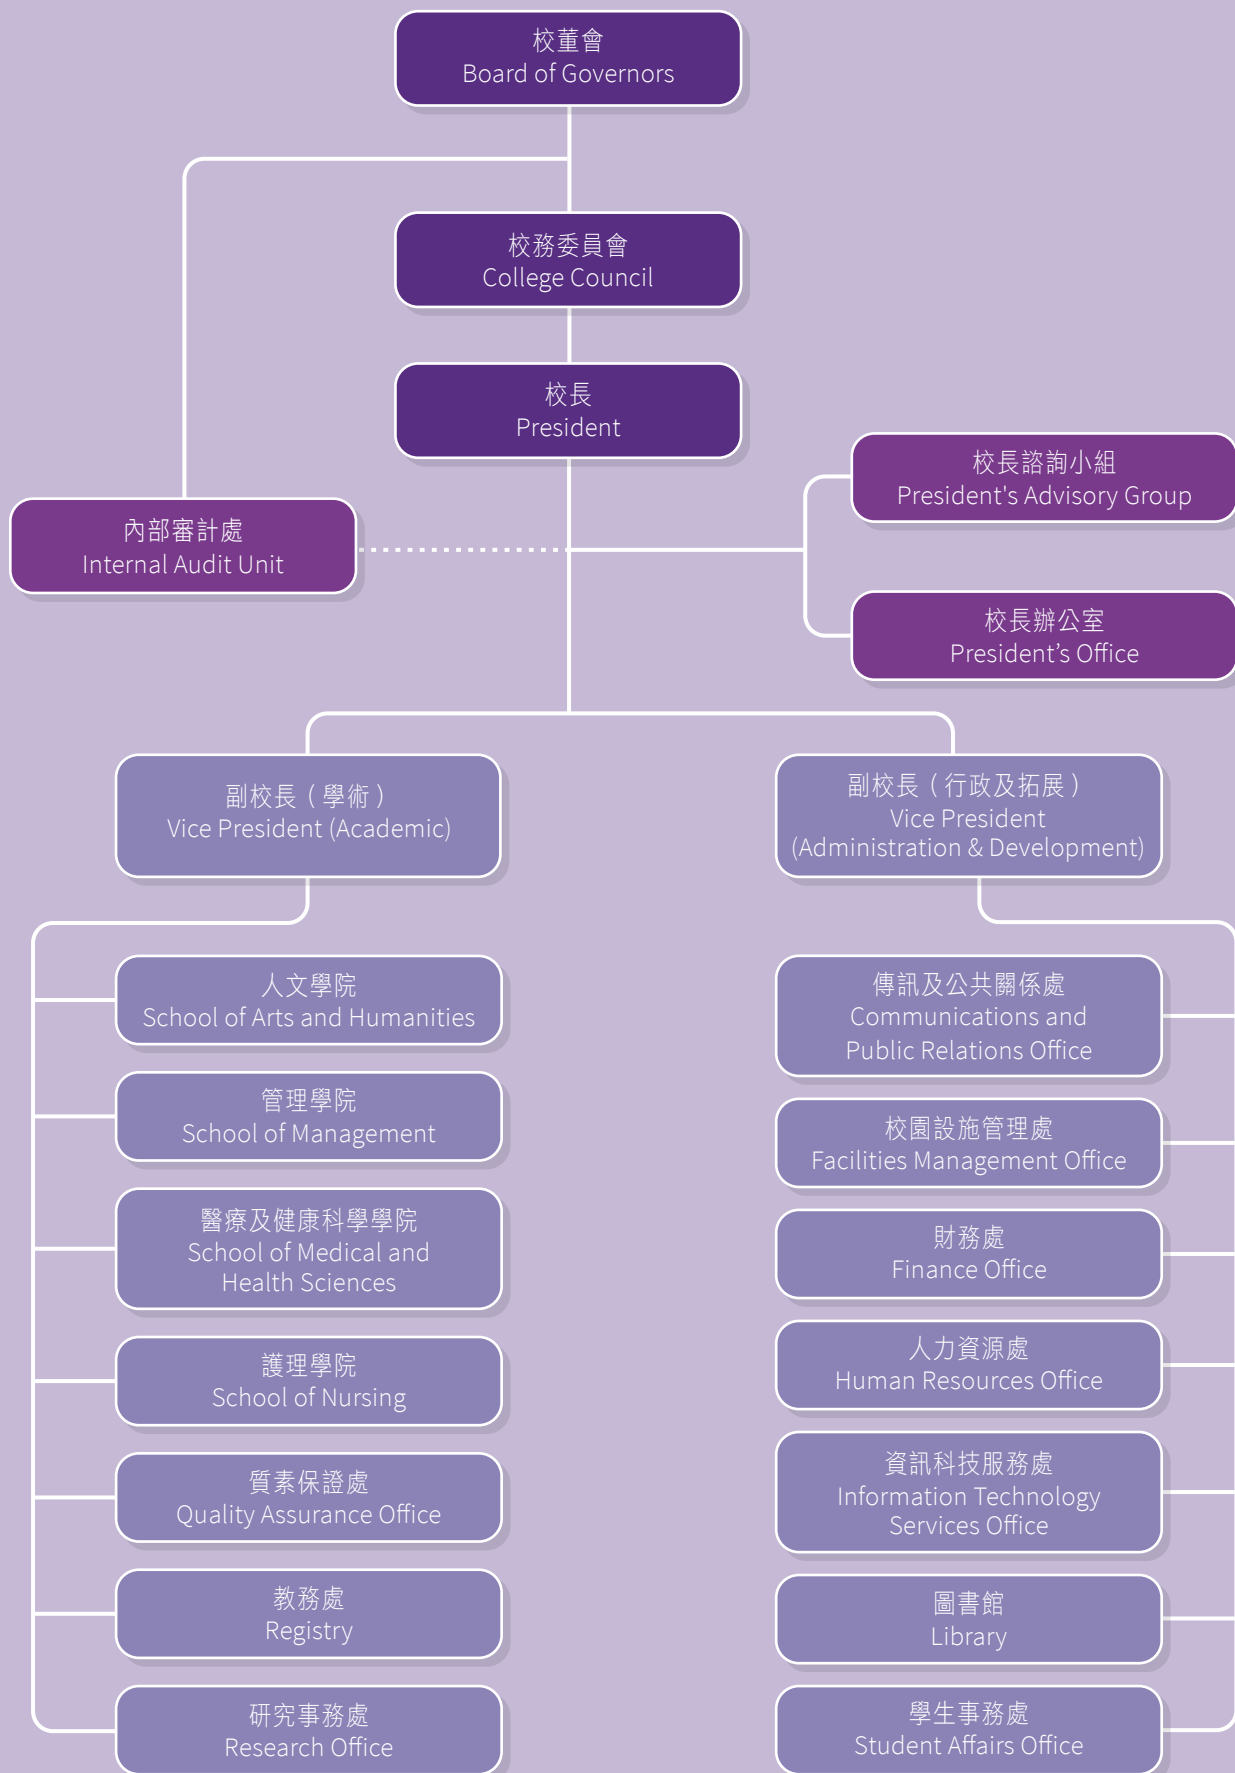 校董會
Board of Governors
校務委員會
College Council
校長
President
校長諮詢小組
President's Advisory Group
內部審計處
Internal Audit Unit
校長辦公室
President’s Office
副校長（學術）
Vice President (Academic)
副校長（行政及拓展）
Vice President
(Administration & Development)
人文學院
School of Arts and Humanities
管理學院
School of Management
醫療及健康科學學院
School of Medical and
Health Sciences
護理學院
School of Nursing
質素保證處
Quality Assurance Office
教務處
Registry
研究事務處
Research Office
傳訊及公共關係處
Communications and
Public Relations Office
校園設施管理處
Facilities Management Office
財務處
Finance Office
人力資源處
Human Resources Office
資訊科技服務處
Information Technology
Services Office
圖書館
Library
學生事務處
Student Affairs Office